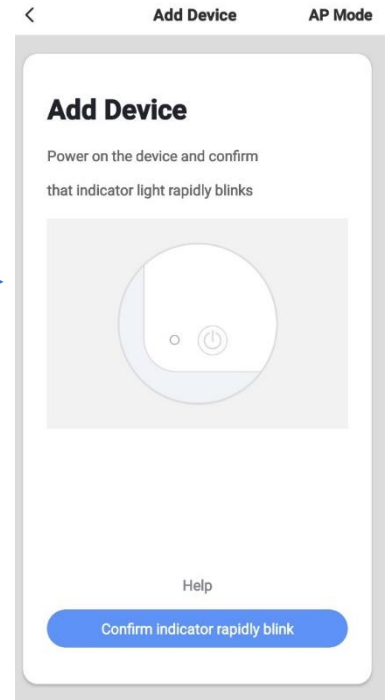 Add Device AP Mode
Add Device
Power on the device and confirm
that indicator light rapidly blinks
Help
Confirm indicator rapidly blink